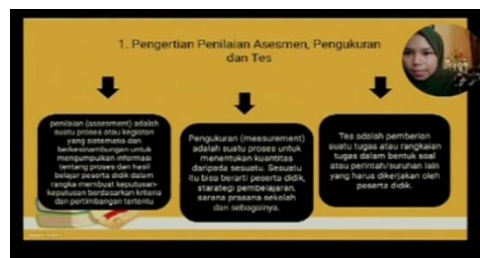 1. Pengertian Penilaian Asesmen, Pengukuran
dan Tes
penilaian (assesment) adalah
suatu proses atau kegiatan
yang sistematis dan
berkesinambungan untuk
mengumpulkan informasi
tentang proses dan hasil
belajar peserta didik dalam
rangka membuat keputusan-
keputusan berdasarkan kriteria
dan pertimbangan tertentu
Pengukuran (measurement)
adalah suatu proses untuk
menentukan kuantitas
daripada sesuatu. Sesuatu
itu bisa berarti peserta didik,
starategi pembelajaran,
sarana prasana sekolah
dan sebagainya.
Tes adalah pemberian
suatu tugas atau rangkaian
tugas dalam bentuk soal
atau perintah/suruhan lain
yang harus dikerjakan oleh
peserta didik.